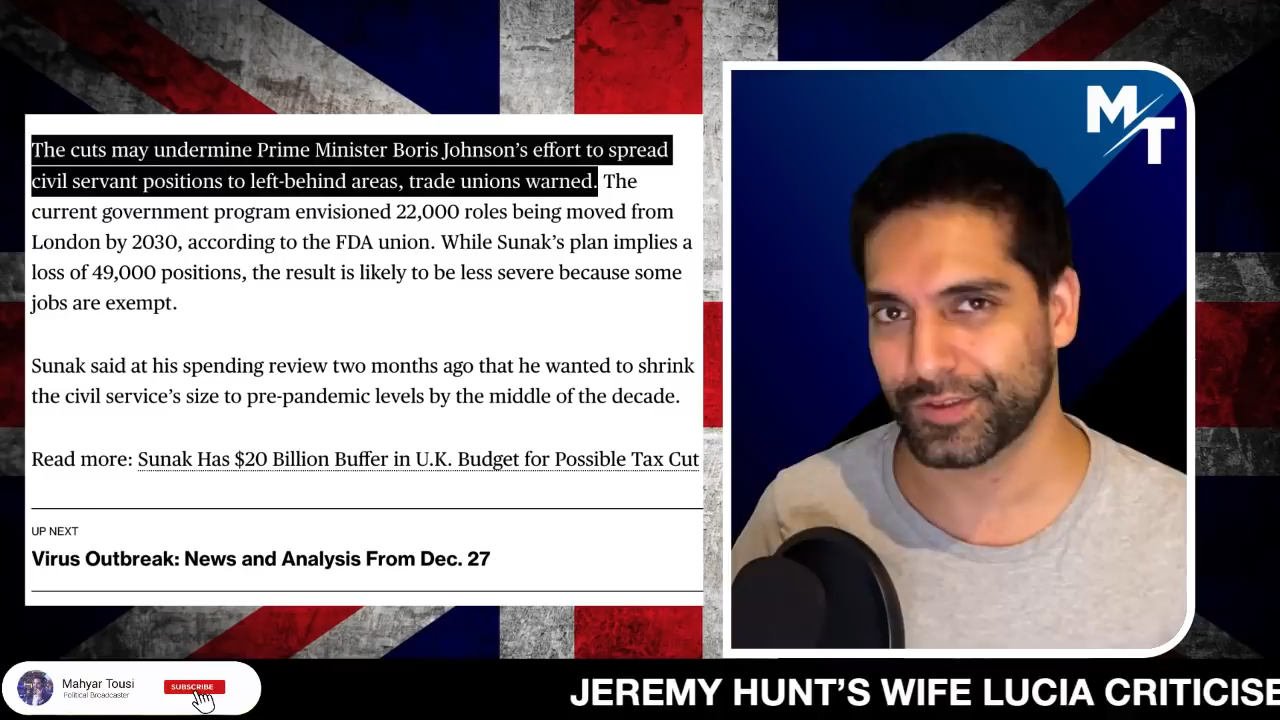 The cuts may undermine Prime Minister Boris Johnson’s effort to spread
civil servant positions to left-behind areas, trade unions warned. The
current government program envisioned 22,000 roles being moved from
London by 2030, according to the FDA union. While Sunak’s plan implies a
loss of 49,000 positions, the result is likely to be less severe because some
jobs are exempt.
Sunak said at his spending review two months ago that he wanted to shrink
the civil service’s size to pre-pandemic levels by the middle of the decade.
Read more: Sunak Has $20 Billion Buffer in U.K. Budget for Possible Tax Cut
UP NEXT
Virus Outbreak: News and Analysis From Dec. 27
MT
Mahyar Tousi
Political Broadcaster
SUBSCRIBE
JEREMY HUNT’S WIFE LUCIA CRITICISE